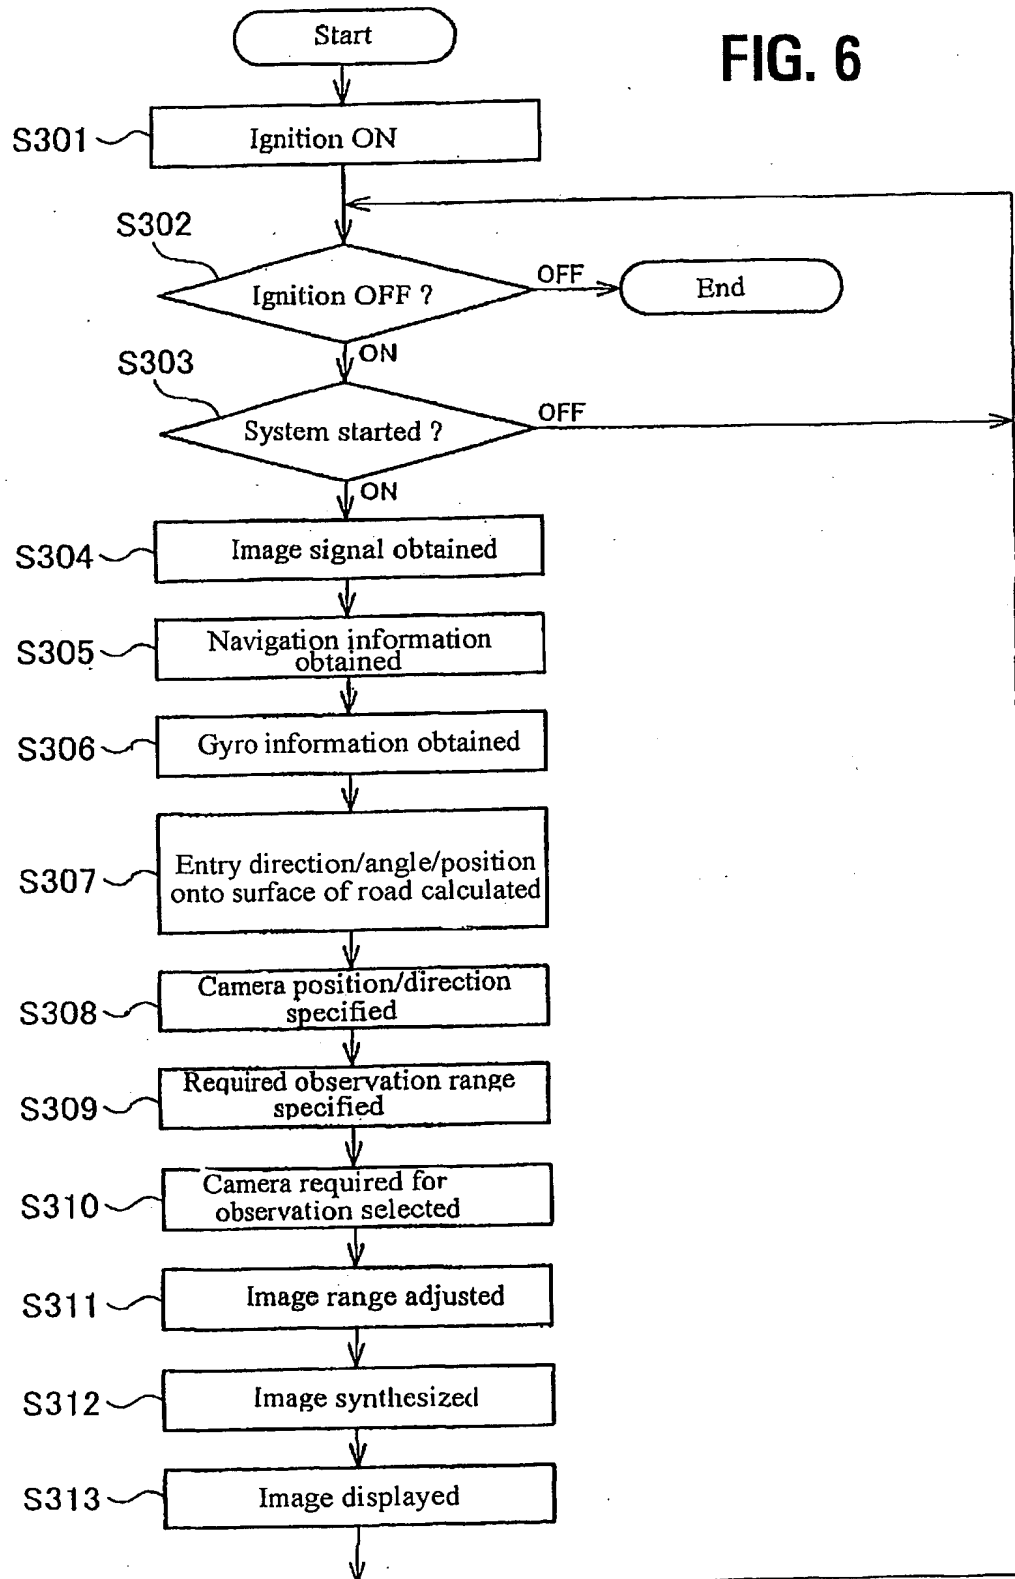 FIG. 6
Start
S301
Ignition ON
S302
Ignition OFF ?
OFF
End
ON
S303
System started ?
OFF
ON
S304
Image signal obtained
S305
Navigation information
obtained
S306
Gyro information obtained
S307
Entry direction/angle/position
onto surface of road calculated
S308
Camera position/direction
specified
S309
Required observation range
specified
S310
Camera required for
observation selected
S311
Image range adjusted
S312
Image synthesized
S313
Image displayed